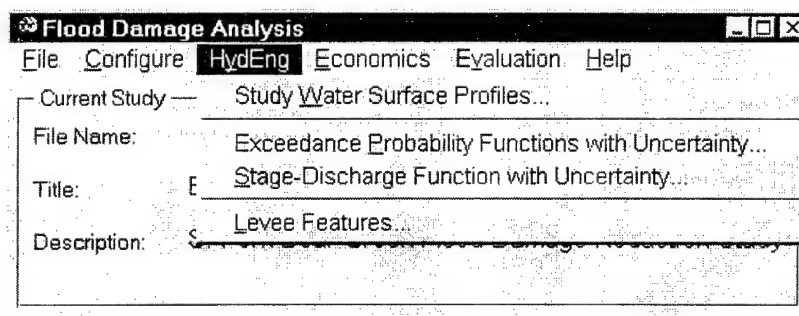 Flood Damage Analysis
File Configure HydEng Economics Evaluation Help
Current Study
Study Water Surface Profiles...
File Name:
Exceedance Probability Functions with Uncertainty...
Title:
Stage-Discharge Function with Uncertainty...
Levee Features...
Description: